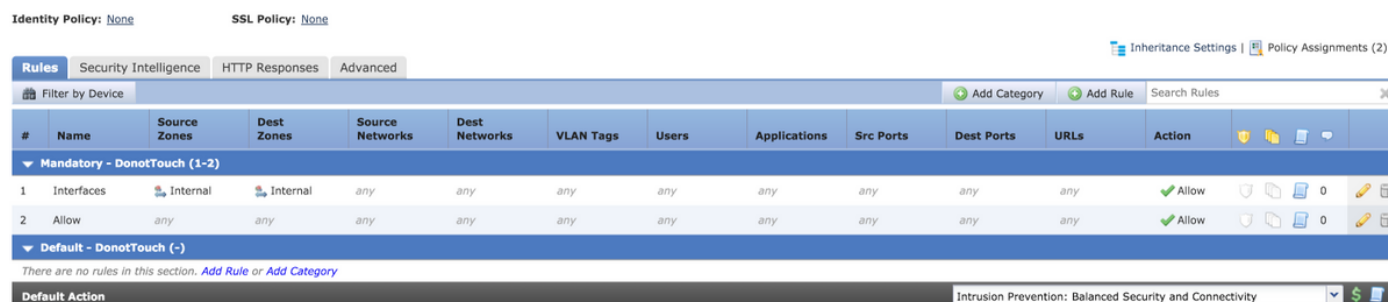 Identity Policy: None SSL Policy: None
Inheritance Settings | Policy Assignments (2)
Rules Security Intelligence HTTP Responses Advanced
Filter by Device Add Category Add Rule Search Rules
# Name Source Zones Dest Zones Source Networks Dest Networks VLAN Tags Users Applications Src Ports Dest Ports URLs Action
Mandatory - DonotTouch (1-2)
1 Interfaces Internal Internal any any any any any any any any Allow 0
2 Allow any any any any any any any any any any Allow 0
Default - DonotTouch (-)
There are no rules in this section. Add Rule or Add Category
Default Action Intrusion Prevention: Balanced Security and Connectivity $